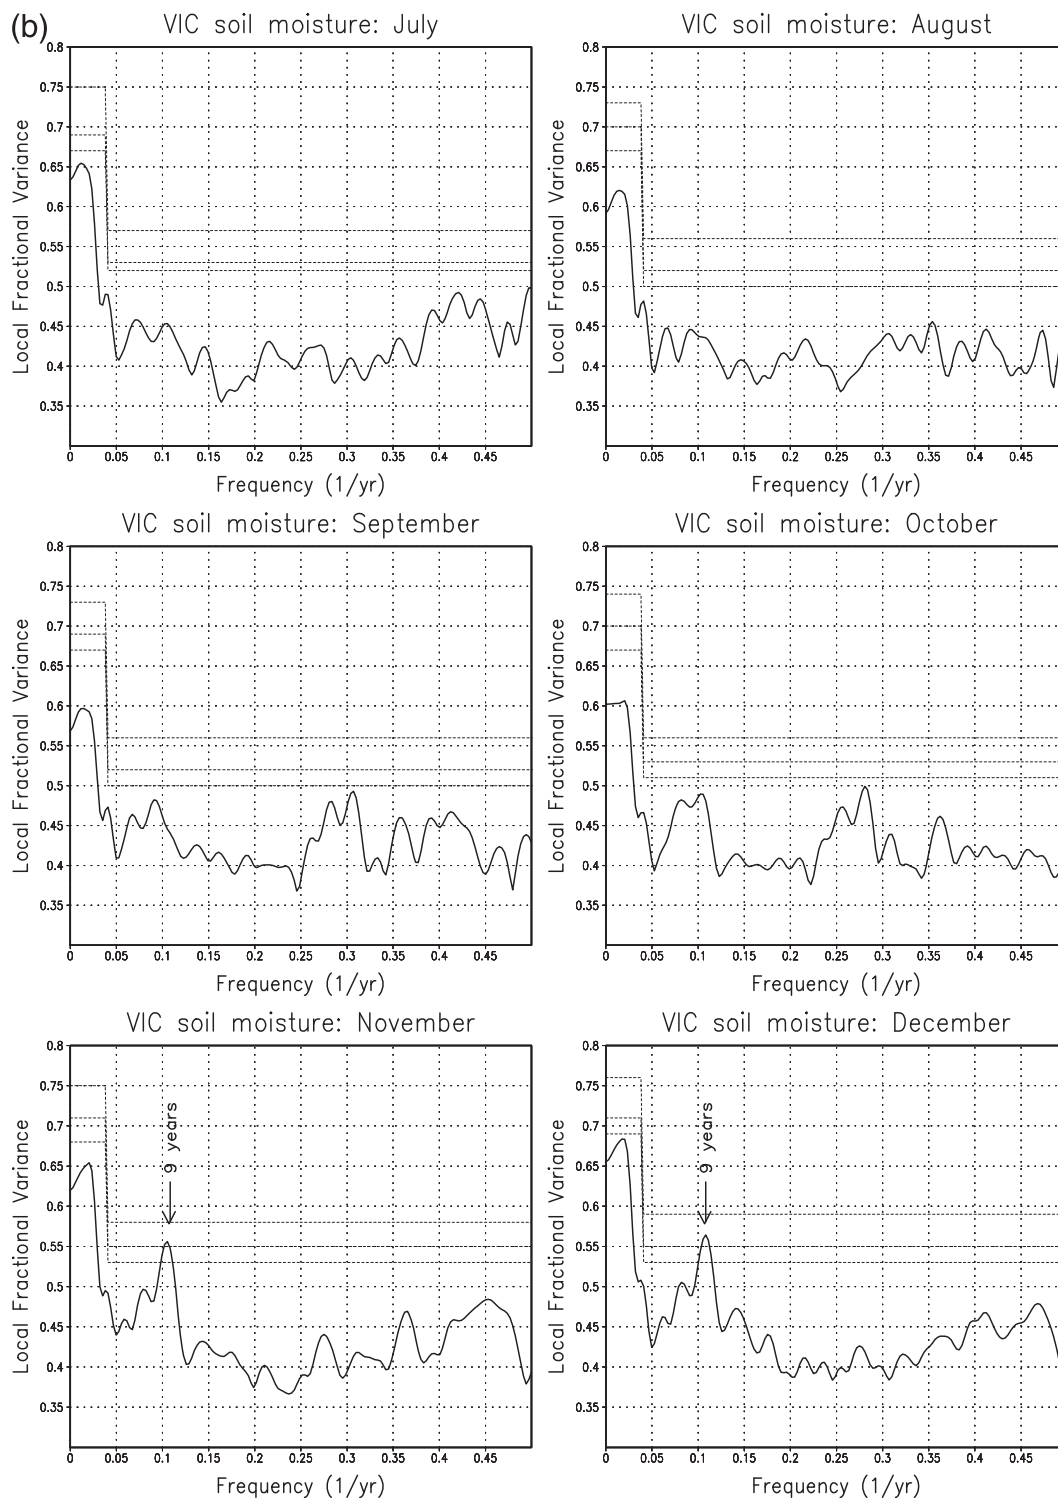 (b)
VIC soil moisture: July
Local Fractional Variance
0.8
0.75
0.7
0.65
0.6
0.55
0.5
0.45
0.4
0.35
0 0.05 0.1 0.15 0.2 0.25 0.3 0.35 0.4 0.45
Frequency (1/yr)
VIC soil moisture: August
Local Fractional Variance
0.8
0.75
0.7
0.65
0.6
0.55
0.5
0.45
0.4
0.35
0 0.05 0.1 0.15 0.2 0.25 0.3 0.35 0.4 0.45
Frequency (1/yr)
VIC soil moisture: September
Local Fractional Variance
0.8
0.75
0.7
0.65
0.6
0.55
0.5
0.45
0.4
0.35
0 0.05 0.1 0.15 0.2 0.25 0.3 0.35 0.4 0.45
Frequency (1/yr)
VIC soil moisture: October
Local Fractional Variance
0.8
0.75
0.7
0.65
0.6
0.55
0.5
0.45
0.4
0.35
0 0.05 0.1 0.15 0.2 0.25 0.3 0.35 0.4 0.45
Frequency (1/yr)
VIC soil moisture: November
Local Fractional Variance
0.8
0.75
0.7
0.65
0.6
0.55
0.5
0.45
0.4
0.35
9 years
0 0.05 0.1 0.15 0.2 0.25 0.3 0.35 0.4 0.45
Frequency (1/yr)
VIC soil moisture: December
Local Fractional Variance
0.8
0.75
0.7
0.65
0.6
0.55
0.5
0.45
0.4
0.35
9 years
0 0.05 0.1 0.15 0.2 0.25 0.3 0.35 0.4 0.45
Frequency (1/yr)